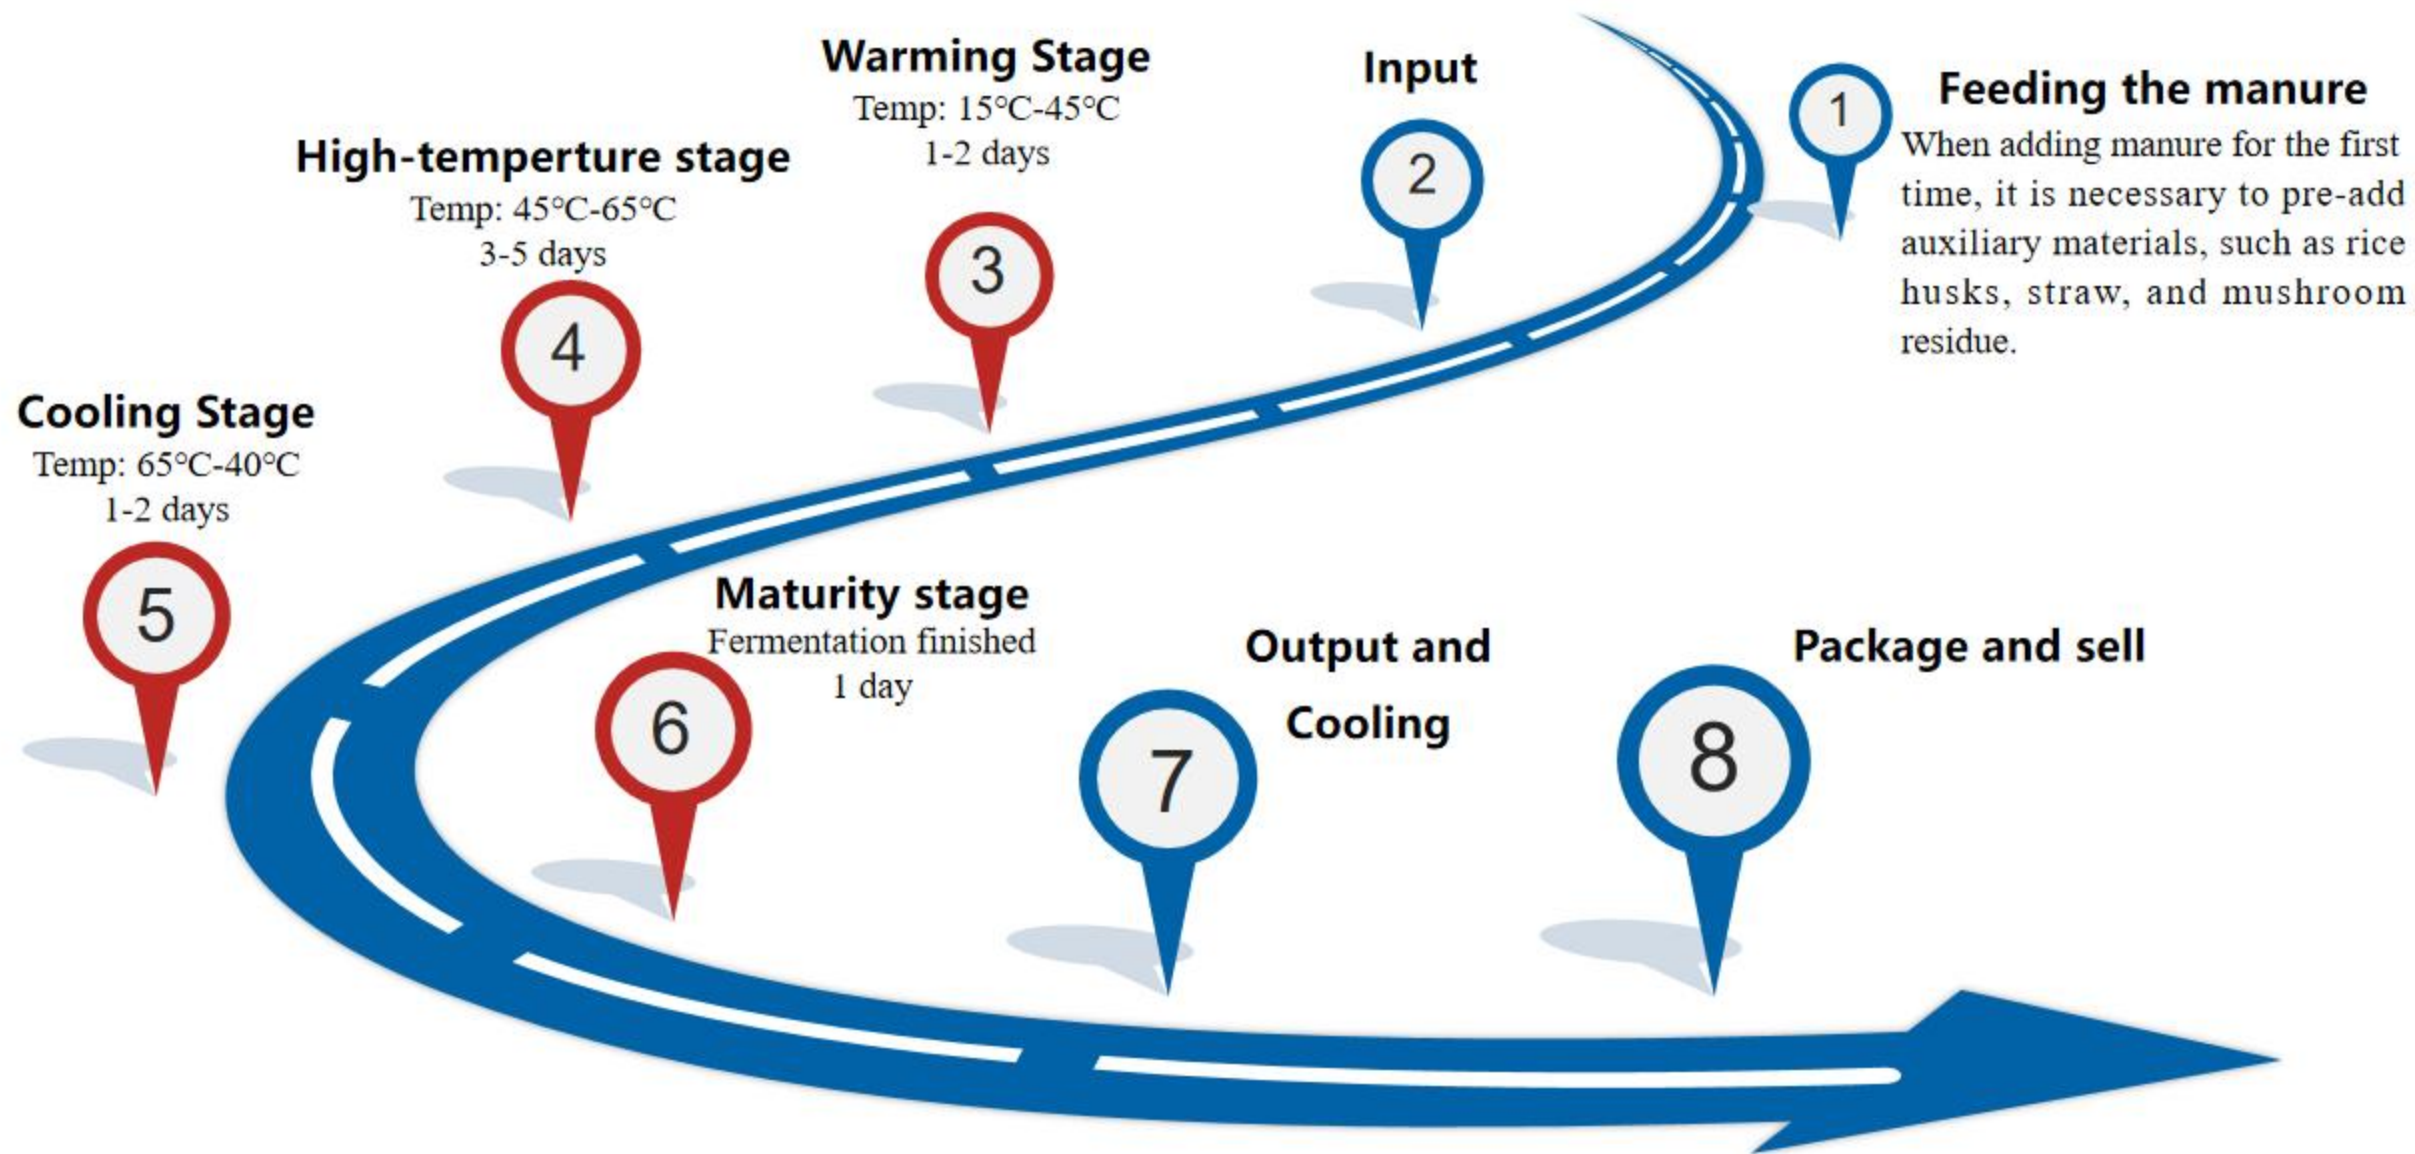 1
Feeding the manure
When adding manure for the first
time, it is necessary to pre-add
auxiliary materials, such as rice
husks, straw, and mushroom
residue.
Input
2
Warming Stage
Temp: 15°C-45°C
1-2 days
3
High-temperture stage
Temp: 45°C-65°C
3-5 days
4
Cooling Stage
Temp: 65°C-40°C
1-2 days
5
Maturity stage
Fermentation finished
1 day
6
Output and
Cooling
7
Package and sell
8